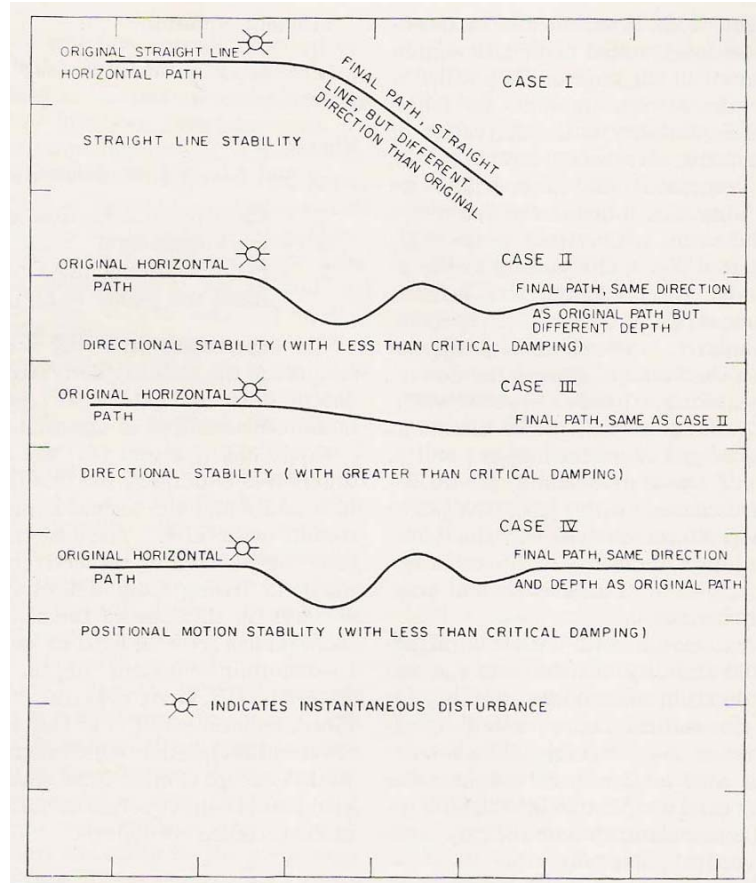 ORIGINAL STRAIGHT LINE
HORIZONTAL PATH
FINAL PATH, STRAIGHT
LINE, BUT DIFFERENT
DIRECTION THAN ORIGINAL
CASE I
STRAIGHT LINE STABILITY
CASE II
ORIGINAL HORIZONTAL
PATH
FINAL PATH, SAME DIRECTION
AS ORIGINAL PATH BUT
DIFFERENT DEPTH
DIRECTIONAL STABILITY (WITH LESS THAN CRITICAL DAMPING)
CASE III
ORIGINAL HORIZONTAL
PATH
FINAL PATH, SAME AS CASE II
DIRECTIONAL STABILITY (WITH GREATER THAN CRITICAL DAMPING)
CASE IV
ORIGINAL HORIZONTAL
PATH
FINAL PATH, SAME DIRECTION
AND DEPTH AS ORIGINAL PATH
POSITIONAL MOTION STABILITY (WITH LESS THAN CRITICAL DAMPING)
INDICATES INSTANTANEOUS DISTURBANCE